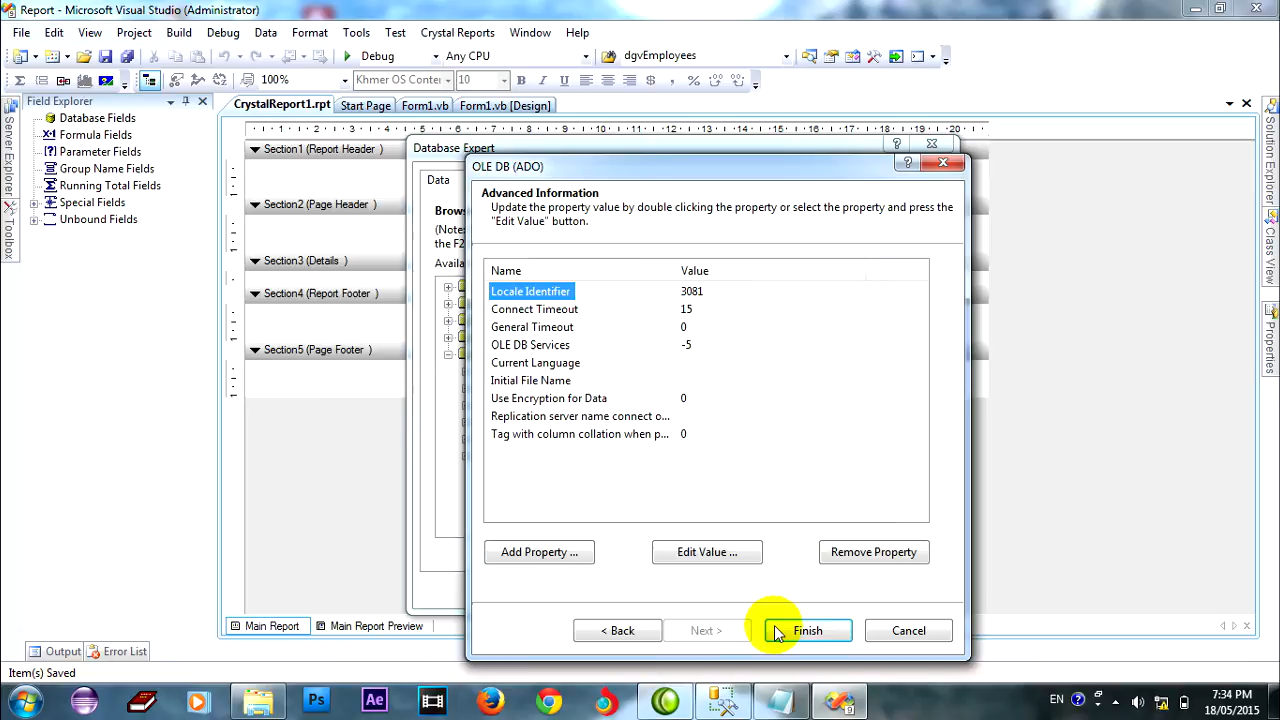 Report - Microsoft Visual Studio (Administrator)
File Edit View Project Build Debug Data Format Tools Test Crystal Reports Window Help
Debug Any CPU dgvEmployees
100% Khmer OS Conter 10
Field Explorer
CrystalReport1.rpt Start Page Form1.vb Form1.vb [Design]
Database Fields
Formula Fields
Parameter Fields
Group Name Fields
Running Total Fields
Special Fields
Unbound Fields
Server Explorer
Toolbox
Solution Explorer
Class View
Properties
Section1 (Report Header )
Section2 (Page Header )
Section3 (Details )
Section4 (Report Footer )
Section5 (Page Footer )
Database Expert
Data
Brows
(Note:
the F2
Availa
OLE DB (ADO)
Advanced Information
Update the property value by double clicking the property or select the property and press the
"Edit Value" button.
Name Value
Locale Identifier 3081
Connect Timeout 15
General Timeout 0
OLE DB Services -5
Current Language
Initial File Name
Use Encryption for Data 0
Replication server name connect o...
Tag with column collation when p... 0
Add Property ... Edit Value ... Remove Property
< Back Next > Finish Cancel
Main Report Main Report Preview
Output Error List
Item(s) Saved
EN 7:34 PM
18/05/2015